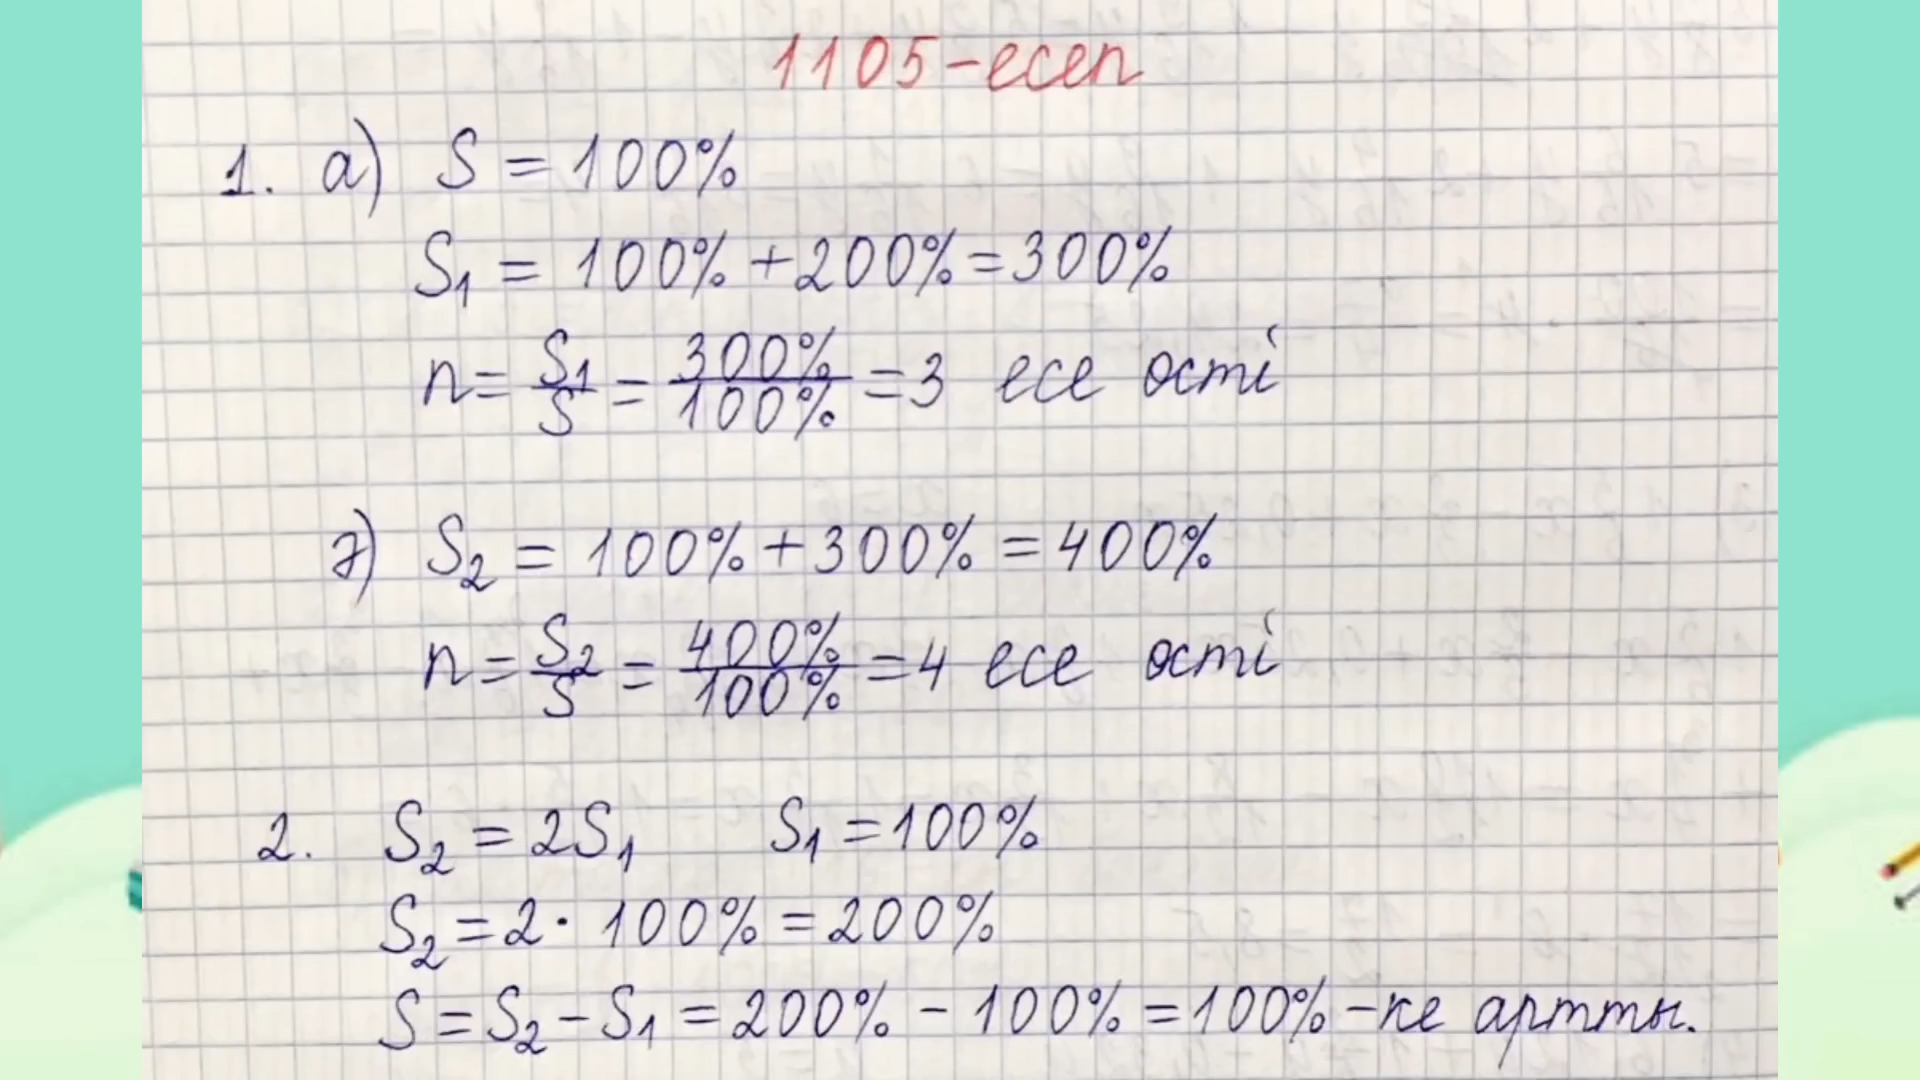 1105-есеп
1. а) S = 100%
S₁ = 100% + 200% = 300%
n = S₁/S = 300%/100% = 3 есе өсті
ә) S₂ = 100% + 300% = 400%
n = S₂/S = 400%/100% = 4 есе өсті
2. S₂ = 2S₁ S₁ = 100%
S₂ = 2 · 100% = 200%
S = S₂ - S₁ = 200% - 100% = 100% -ке артты.